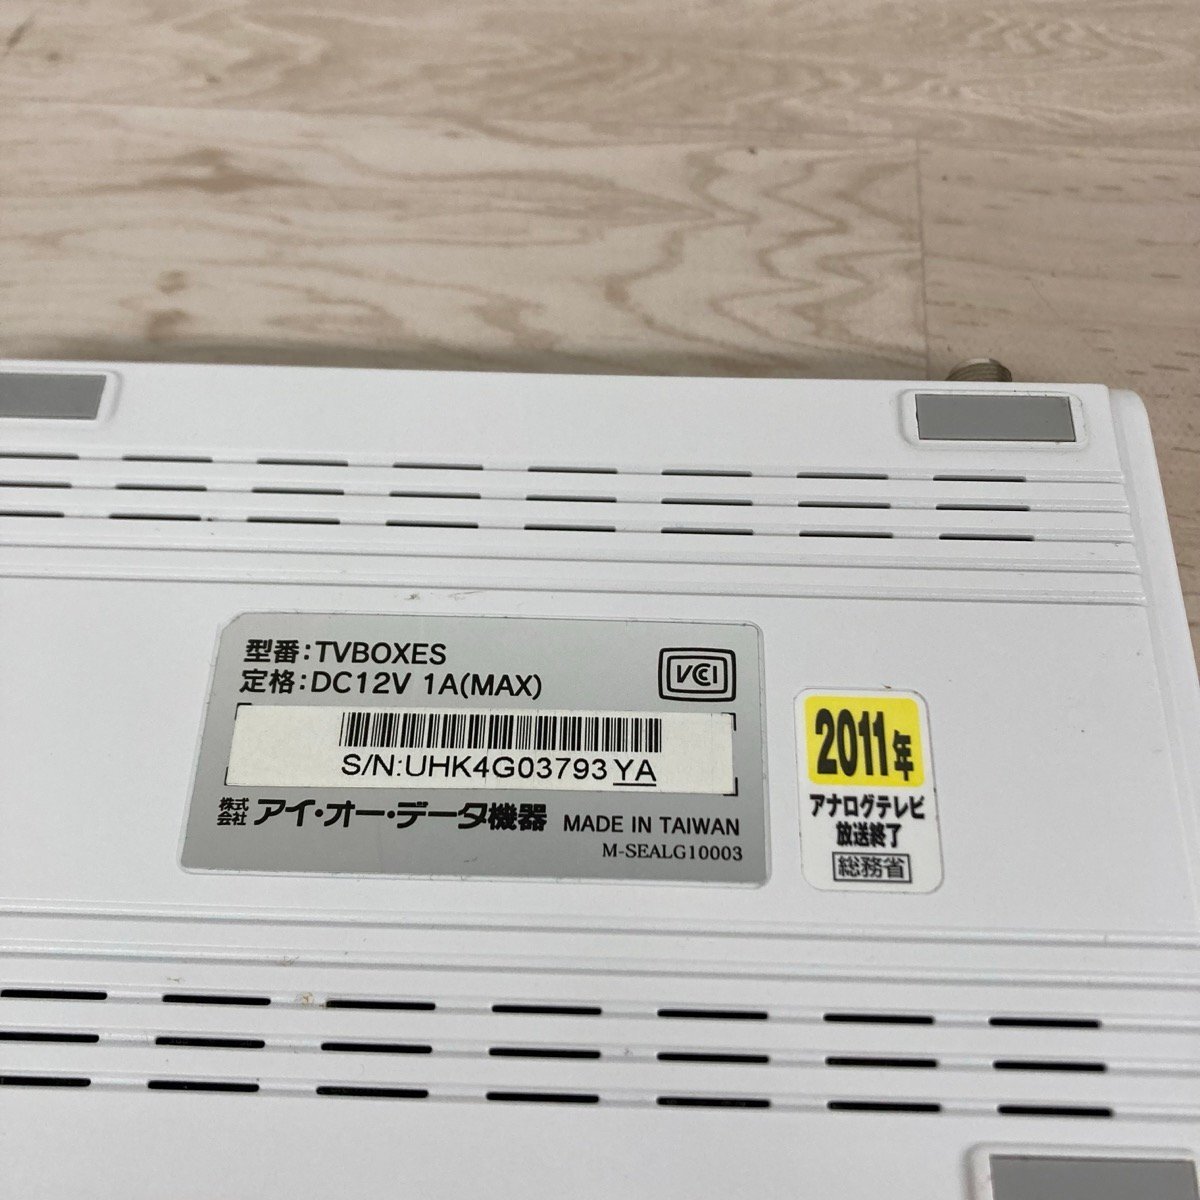 型番:TVBOXES
定格:DC12V 1A(MAX)
VCI
S/N:UHK4G03793YA
株式会社 アイ・オー・データ機器 MADE IN TAIWAN
M-SEALG10003
2011年
アナログテレビ
放送終了
総務省